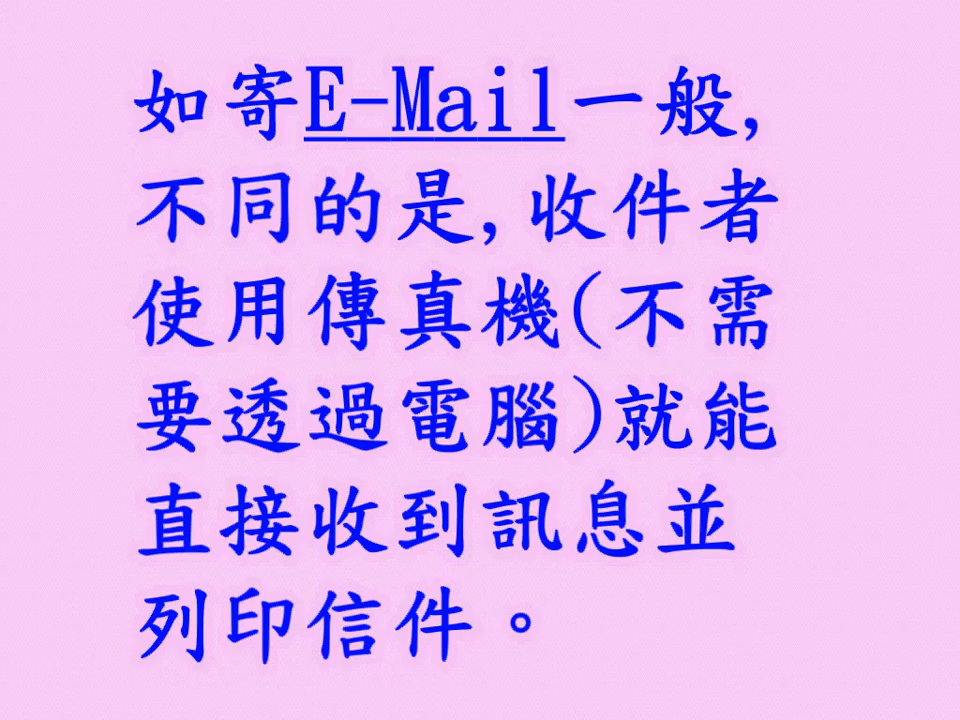 如寄E-Mail一般,
不同的是,收件者
使用傳真機(不需
要透過電腦)就能
直接收到訊息並
列印信件。